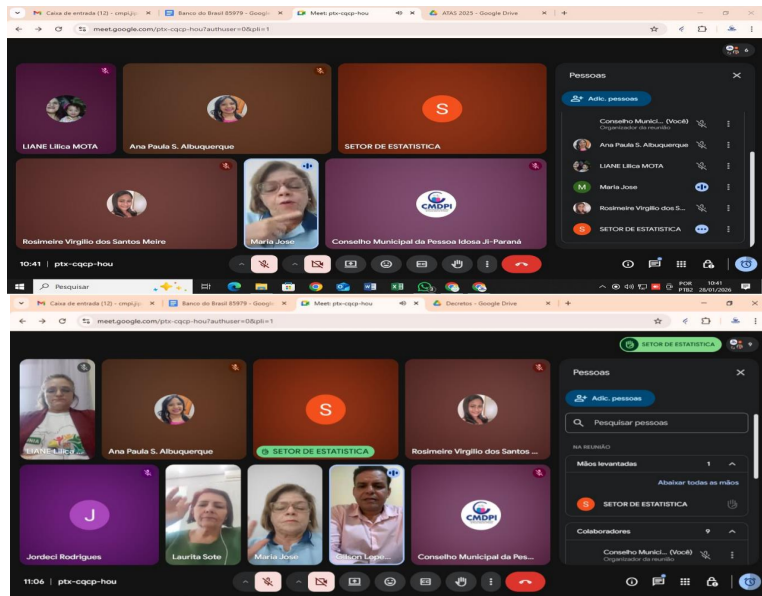 Caixa de entrada (12) - cmpi.jip
Banco do Brasil 85979 - Google
Meet: ptx-cqcp-hou
ATAS 2025 - Google Drive
meet.google.com/ptx-cqcp-hou?authuser=0&pli=1
6
LIANE Lilica MOTA
Ana Paula S. Albuquerque
S
SETOR DE ESTATISTICA
Rosimeire Virgilio dos Santos Meire
Maria Jose
CMDPI
Conselho Municipal da Pessoa Idosa Ji-Paraná
Pessoas
Adic. pessoas
Conselho Munici... (Você)
Organizador da reunião
Ana Paula S. Albuquerque
LIANE Lilica MOTA
M Maria Jose
Rosimeire Virgilio dos S...
S SETOR DE ESTATISTICA
10:41 | ptx-cqcp-hou
Pesquisar
POR 10:41
PTB2 28/01/2026
Caixa de entrada (12) - cmpi.jip
Banco do Brasil 85979 - Google
Meet: ptx-cqcp-hou
Decretos - Google Drive
meet.google.com/ptx-cqcp-hou?authuser=0&pli=1
SETOR DE ESTATISTICA
9
LIANE Lilica
Ana Paula S. Albuquerque
S
SETOR DE ESTATISTICA
Rosimeire Virgilio dos Santos ...
J
Jordeci Rodrigues
Laurita Sote
Maria Jose
Gilson Lope...
CMDPI
Conselho Municipal da Pes...
Pessoas
Adic. pessoas
Pesquisar pessoas
NA REUNIÃO
Mãos levantadas 1
Abaixar todas as mãos
S SETOR DE ESTATISTICA
Colaboradores 9
Conselho Munici... (Você)
Organizador da reunião
11:06 | ptx-cqcp-hou